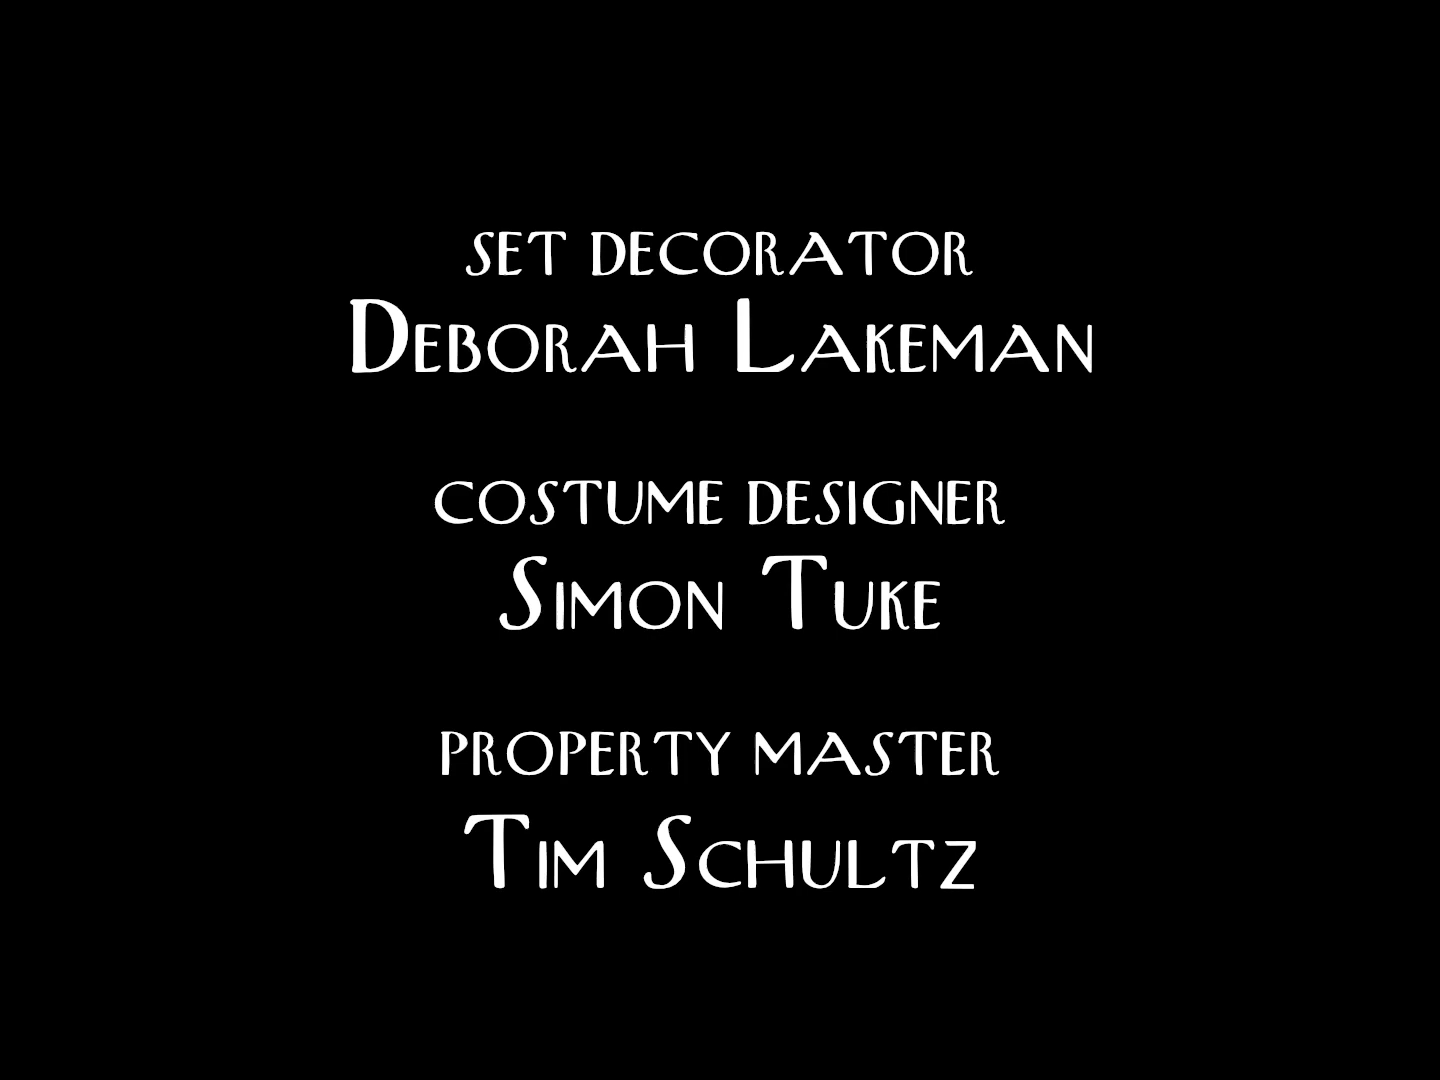 SET DECORATOR
DEBORAH LAKEMAN
COSTUME DESIGNER
SIMON TUKE
PROPERTY MASTER
TIM SCHULTZ